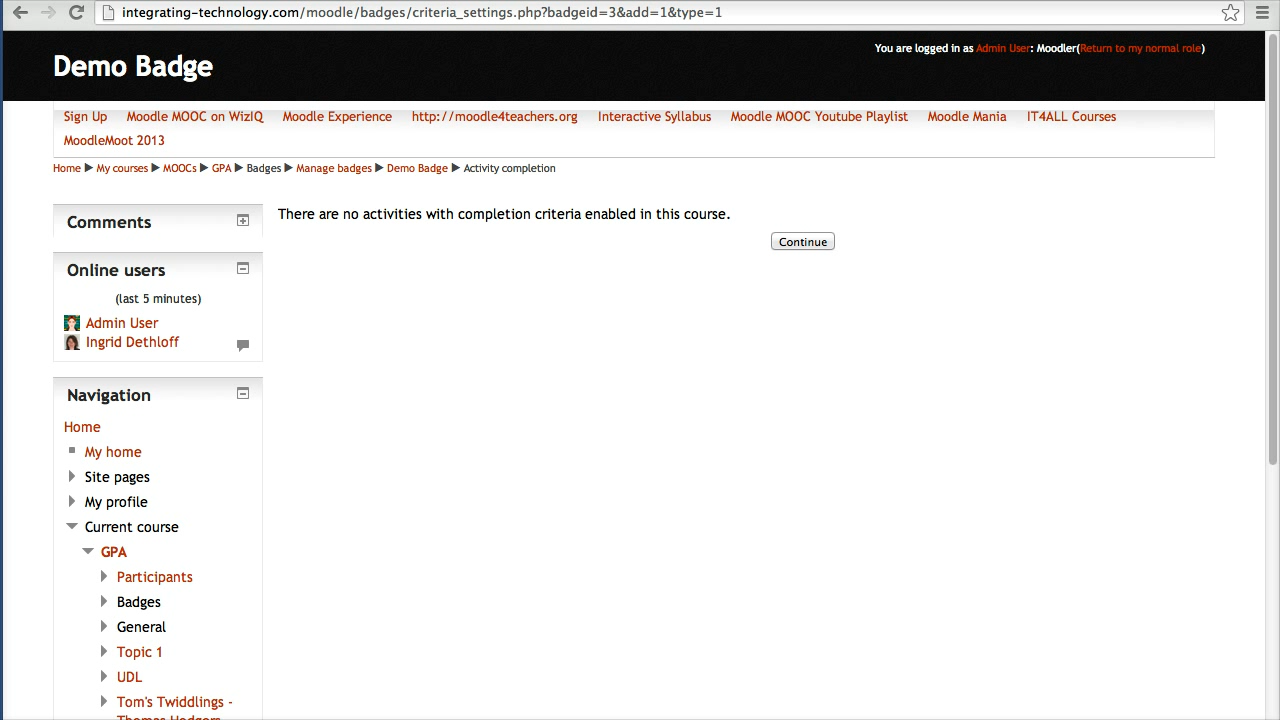 integrating-technology.com/moodle/badges/criteria_settings.php?badgeid=3&add=1&type=1
You are logged in as Admin User: Moodler(Return to my normal role)
Demo Badge
Sign Up Moodle MOOC on WizIQ Moodle Experience http://moodle4teachers.org Interactive Syllabus Moodle MOOC Youtube Playlist Moodle Mania IT4ALL Courses
MoodleMoot 2013
Home ▶ My courses ▶ MOOCs ▶ GPA ▶ Badges ▶ Manage badges ▶ Demo Badge ▶ Activity completion
Comments
There are no activities with completion criteria enabled in this course.
Continue
Online users
(last 5 minutes)
Admin User
Ingrid Dethloff
Navigation
Home
My home
Site pages
My profile
Current course
GPA
Participants
Badges
General
Topic 1
UDL
Tom's Twiddlings -
Thomas Hodgers